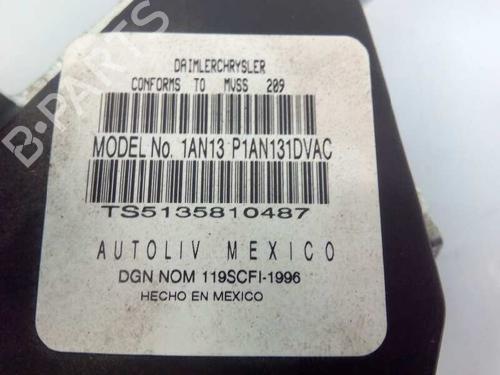 DAIMLERCHRYSLER
CONFORMS TO MVSS 209
MODEL No. 1AN13 P1AN131DVAC
TS5135810487
AUTOLIV MEXICO
DGN NOM 119SCFI-1996
HECHO EN MEXICO
B-PARTS